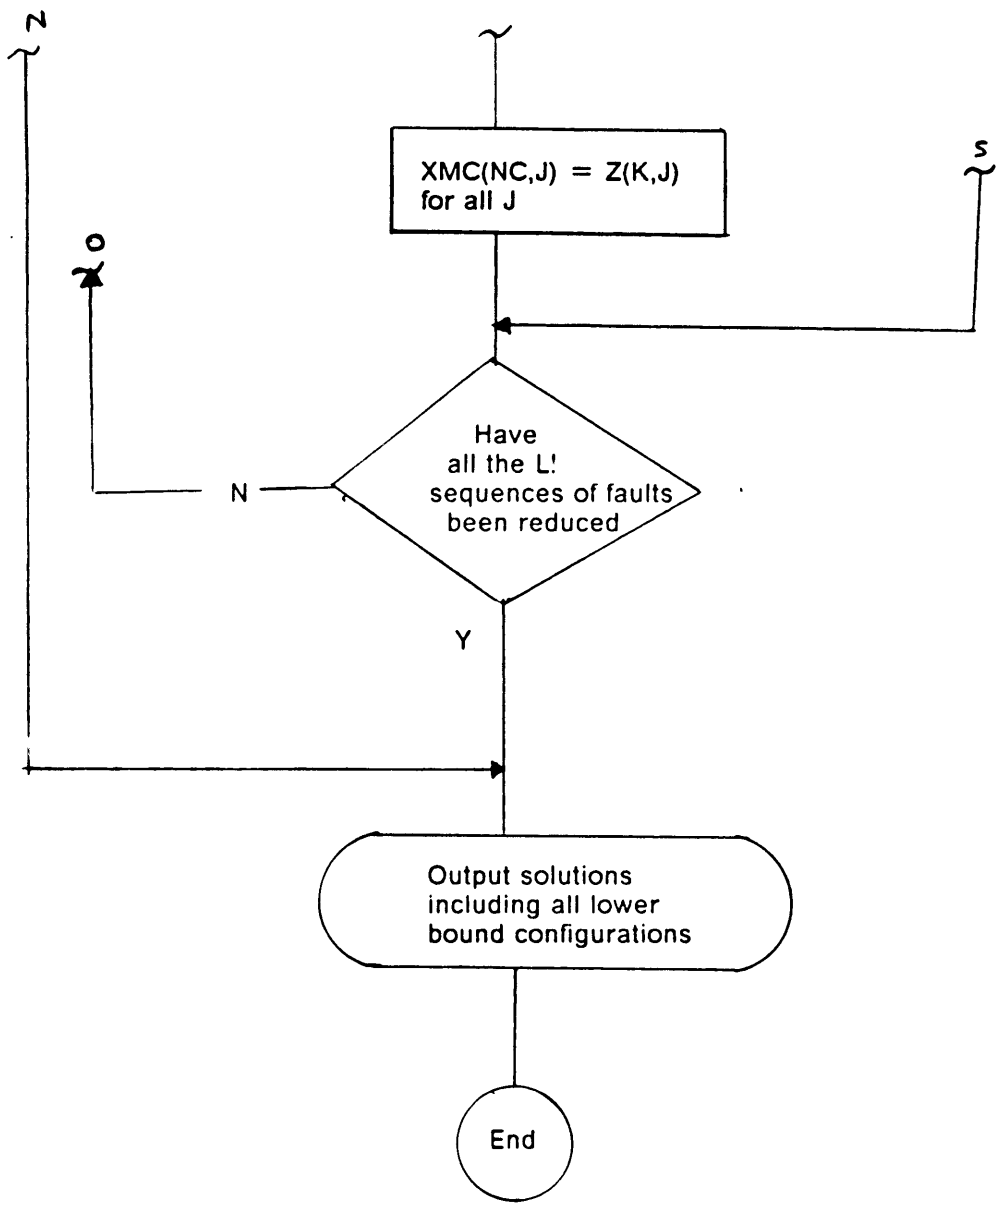 N
S
XMC(NC,J) = Z(K,J)
for all J
O
Have
all the L!
sequences of faults
been reduced
N
Y
Output solutions
including all lower
bound configurations
End